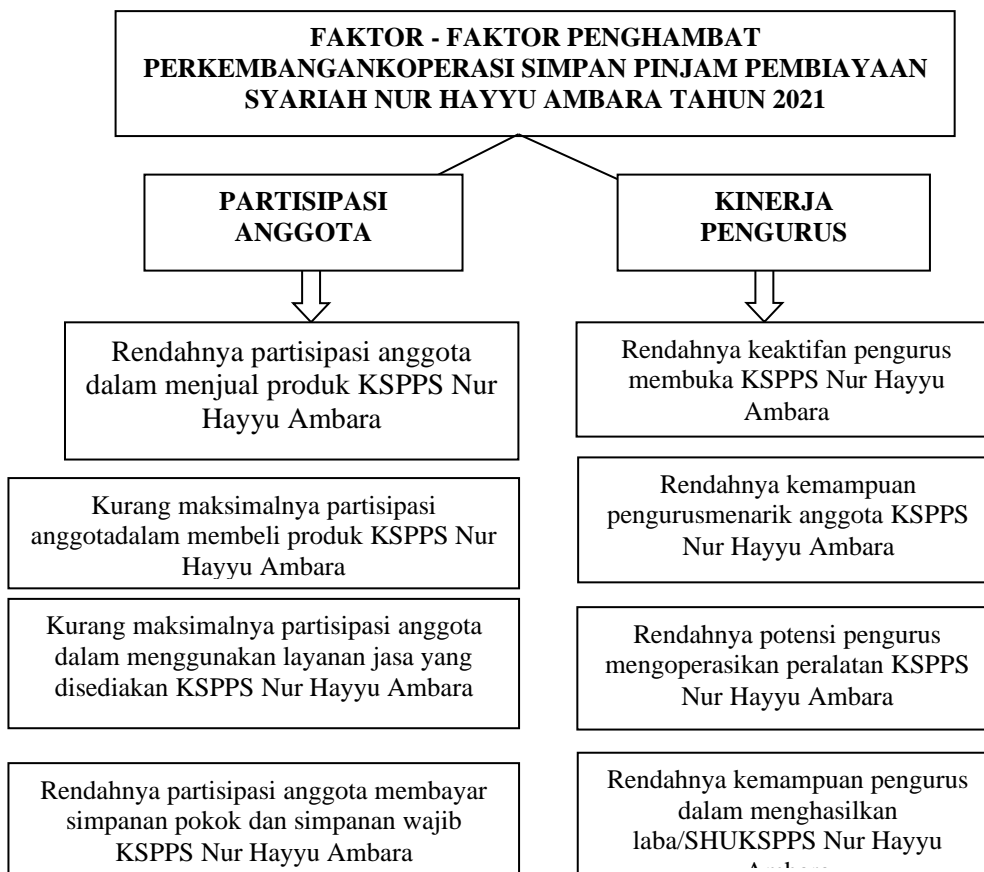 FAKTOR - FAKTOR PENGHAMBAT
PERKEMBANGANKOPERASI SIMPAN PINJAM PEMBIAYAAN
SYARIAH NUR HAYYU AMBARA TAHUN 2021
PARTISIPASI
ANGGOTA
Rendahnya partisipasi anggota
dalam menjual produk KSPPS Nur
Hayyu Ambara
Kurang maksimalnya partisipasi
anggotadalam membeli produk KSPPS Nur
Hayyu Ambara
Kurang maksimalnya partisipasi anggota
dalam menggunakan layanan jasa yang
disediakan KSPPS Nur Hayyu Ambara
Rendahnya partisipasi anggota membayar
simpanan pokok dan simpanan wajib
KSPPS Nur Hayyu Ambara
KINERJA
PENGURUS
Rendahnya keaktifan pengurus
membuka KSPPS Nur Hayyu
Ambara
Rendahnya kemampuan
pengurusmenarik anggota KSPPS
Nur Hayyu Ambara
Rendahnya potensi pengurus
mengoperasikan peralatan KSPPS
Nur Hayyu Ambara
Rendahnya kemampuan pengurus
dalam menghasilkan
laba/SHUKSPPS Nur Hayyu